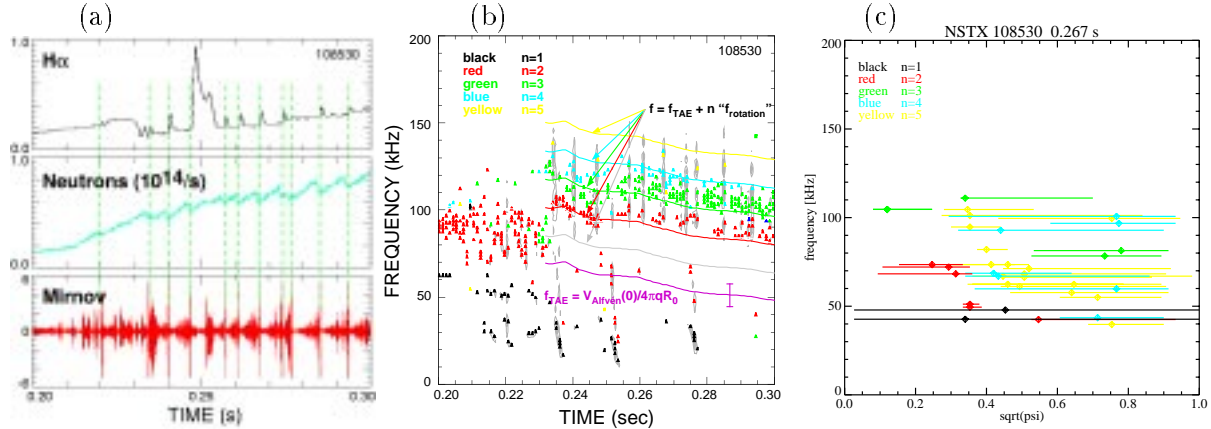 (a)
1.0
108530
Hα
0.0
1.0
Neutrons (10^14/s)
0.0
6
Mirnov
-6
0.20
0.30
TIME (s)
(b)
200
108530
black n=1
red n=2
green n=3
blue n=4
yellow n=5
150
f = f_TAE + n "f_rotation"
100
50
f_TAE = V_Alfven(0)/4πqR_0
0
0.20 0.22 0.24 0.26 0.28 0.30
FREQUENCY (kHz)
TIME (sec)
(c)
NSTX 108530 0.267 s
200
black n=1
red n=2
green n=3
blue n=4
yellow n=5
150
100
50
0
frequency [kHz]
0.0 0.2 0.4 0.6 0.8 1.0
sqrt(psi)